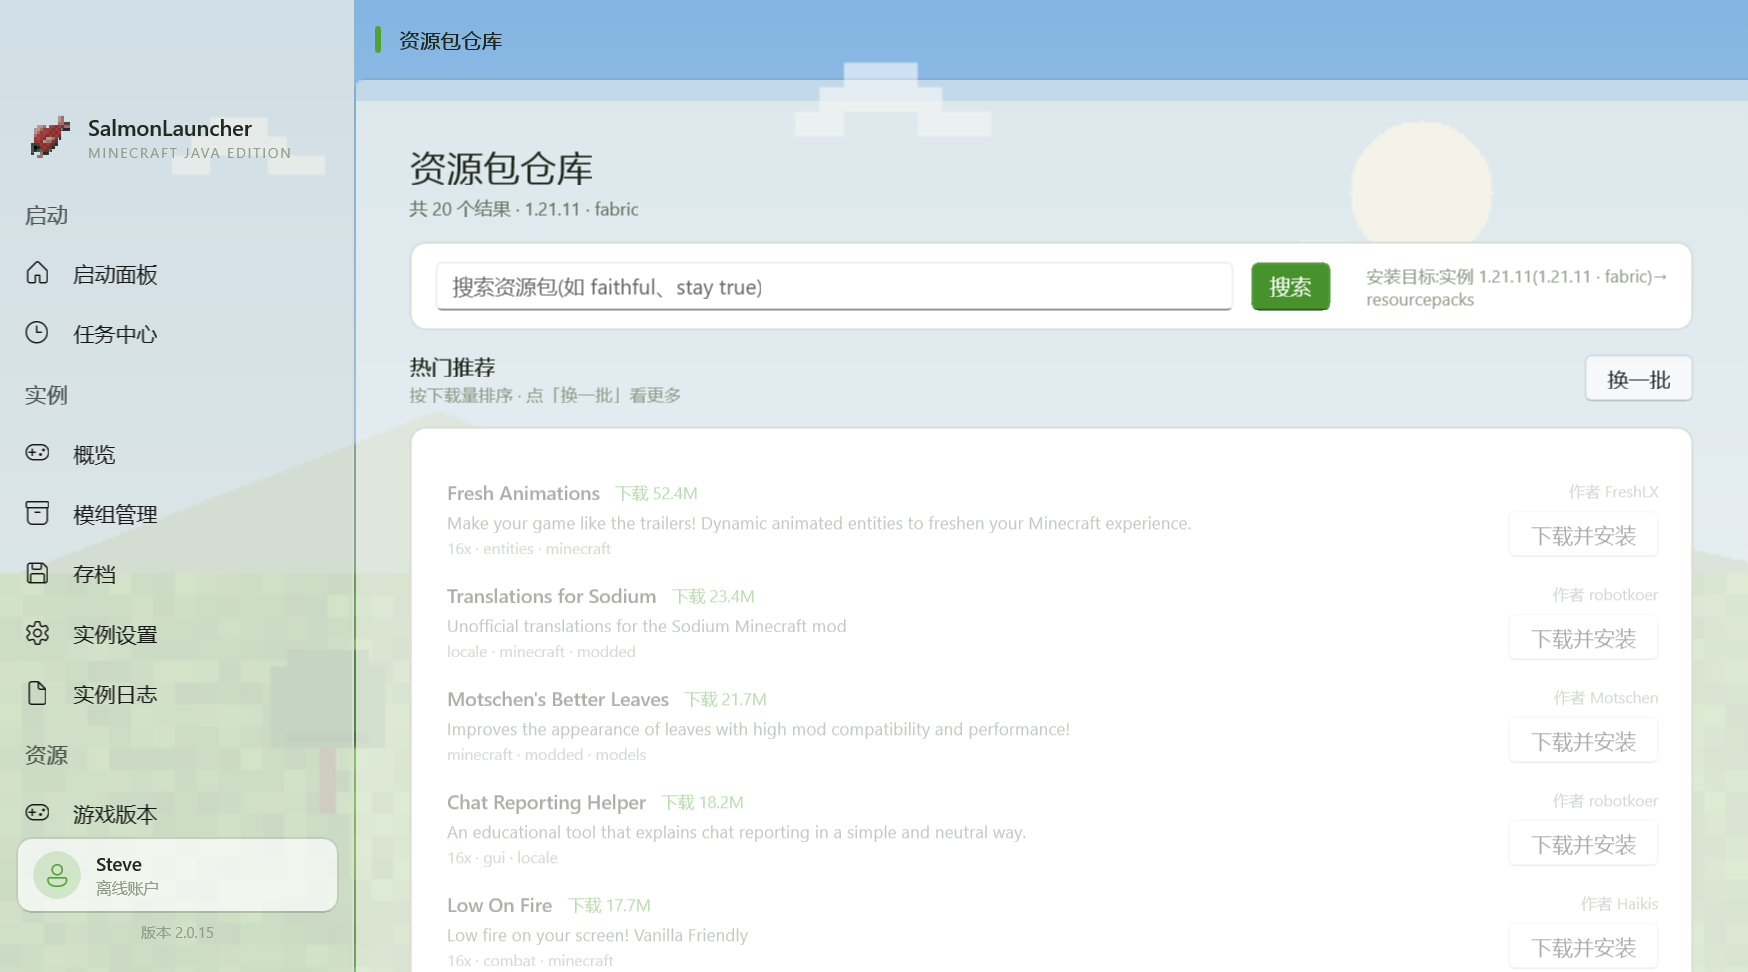 资源包仓库
SalmonLauncher
MINECRAFT JAVA EDITION
启动
启动面板
任务中心
实例
概览
模组管理
存档
实例设置
实例日志
资源
游戏版本
Steve
离线账户
版本 2.0.15
资源包仓库
共 20 个结果 · 1.21.11 · fabric
搜索资源包(如 faithful、stay true)
搜索
安装目标:实例 1.21.11(1.21.11 · fabric)→
resourcepacks
热门推荐
按下载量排序 · 点「换一批」看更多
换一批
Fresh Animations 下载 52.4M
作者 FreshLX
Make your game like the trailers! Dynamic animated entities to freshen your Minecraft experience.
16x · entities · minecraft
下载并安装
Translations for Sodium 下载 23.4M
作者 robotkoer
Unofficial translations for the Sodium Minecraft mod
locale · minecraft · modded
下载并安装
Motschen's Better Leaves 下载 21.7M
作者 Motschen
Improves the appearance of leaves with high mod compatibility and performance!
minecraft · modded · models
下载并安装
Chat Reporting Helper 下载 18.2M
作者 robotkoer
An educational tool that explains chat reporting in a simple and neutral way.
16x · gui · locale
下载并安装
Low On Fire 下载 17.7M
作者 Haikis
Low fire on your screen! Vanilla Friendly
16x · combat · minecraft
下载并安装